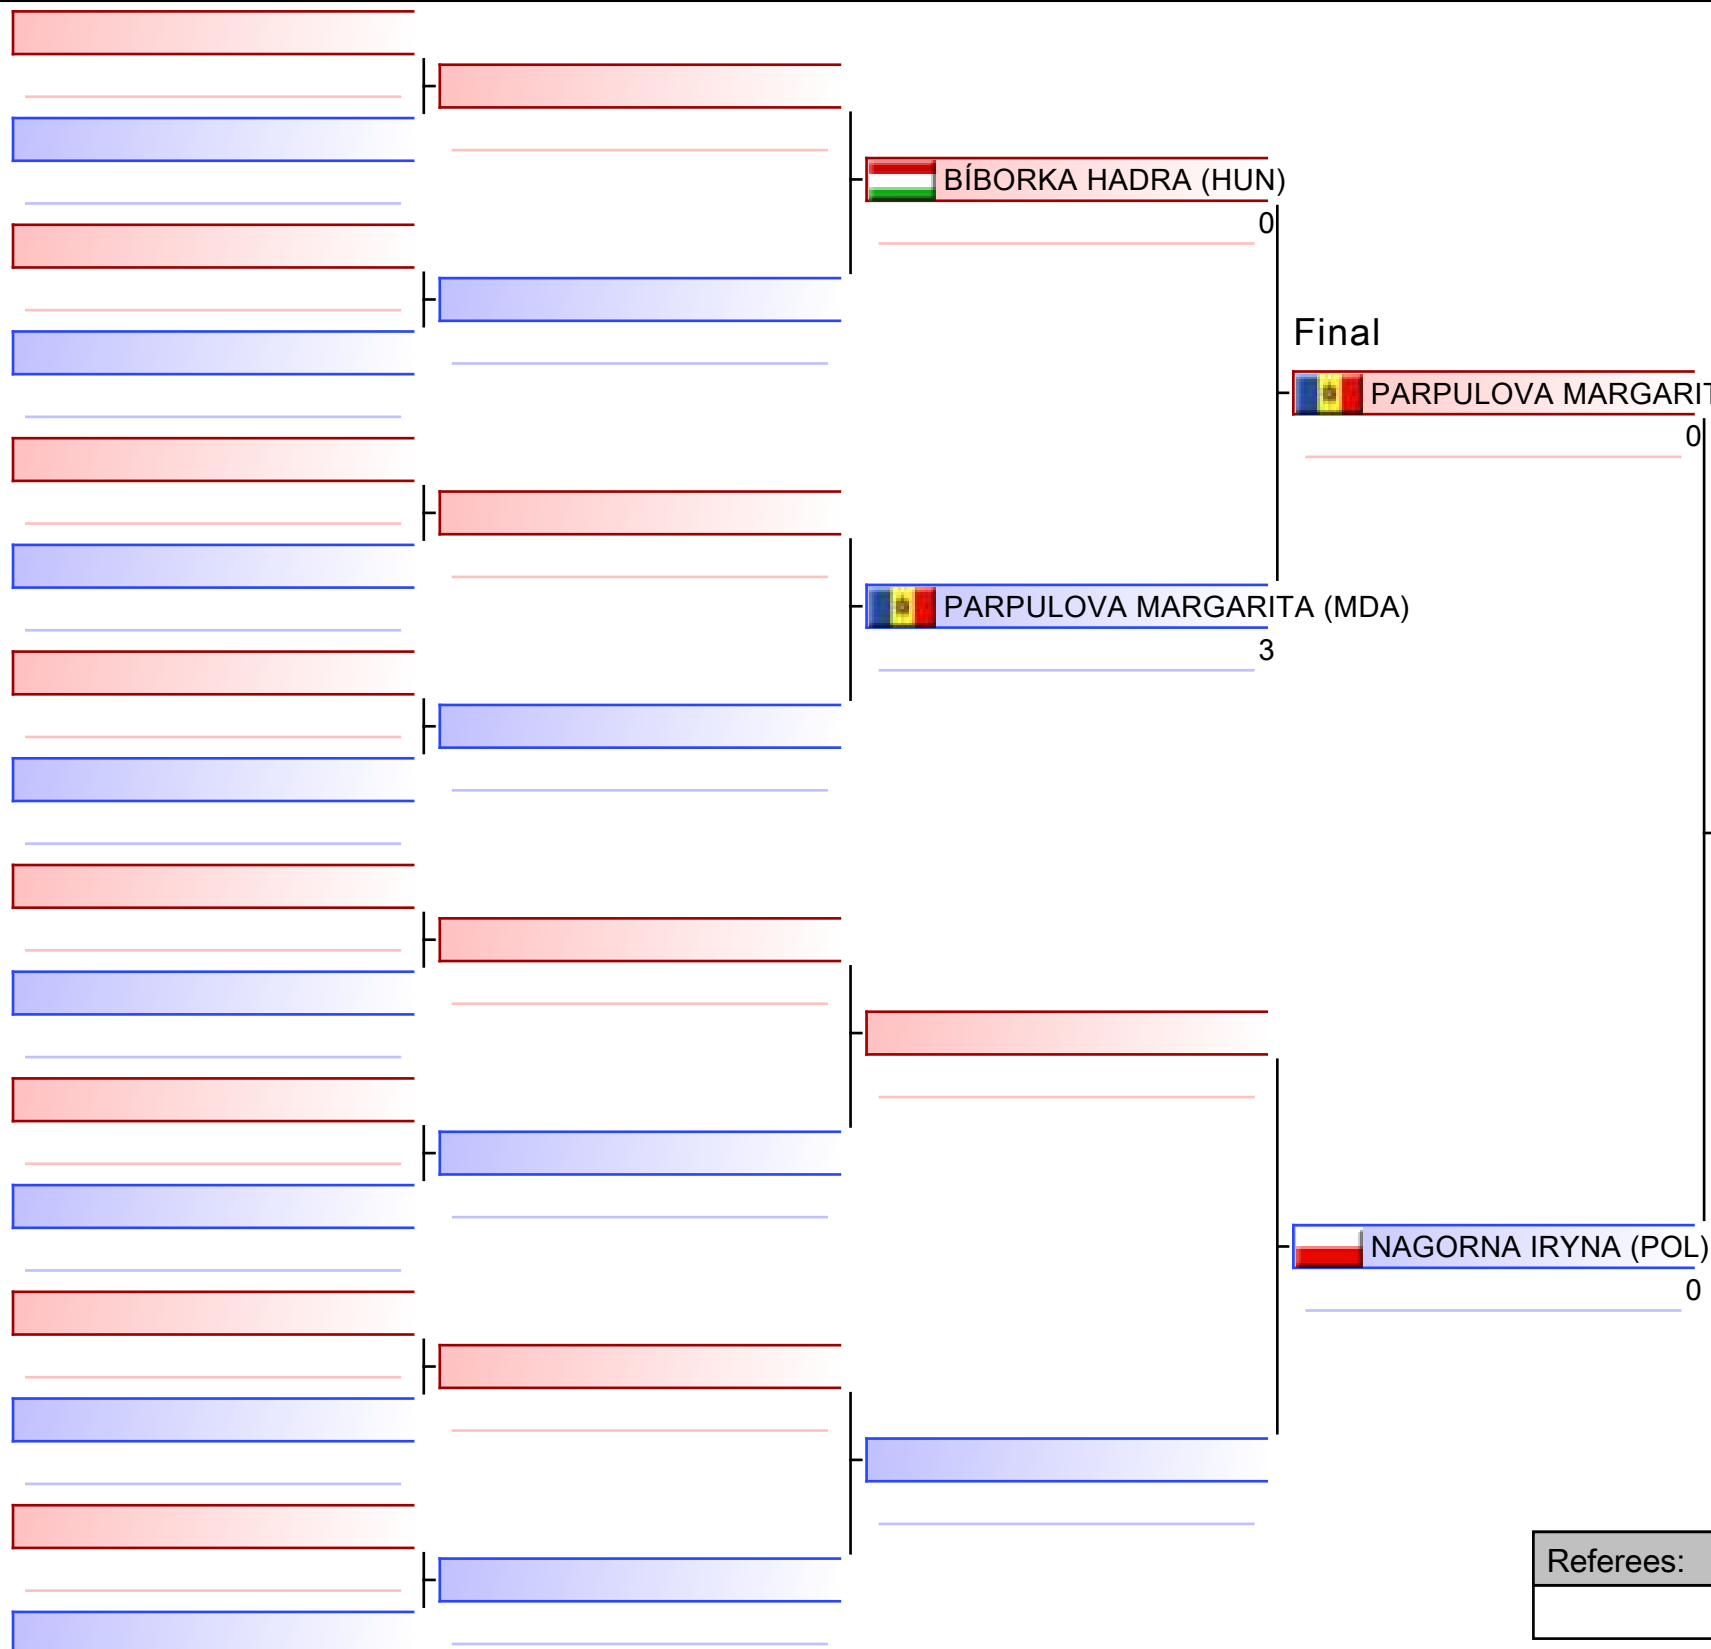 BÍBORKA HADRA (HUN)
0
Final
PARPULOVA MARGARIT
0
PARPULOVA MARGARITA (MDA)
3
NAGORNA IRYNA (POL)
0
Referees: